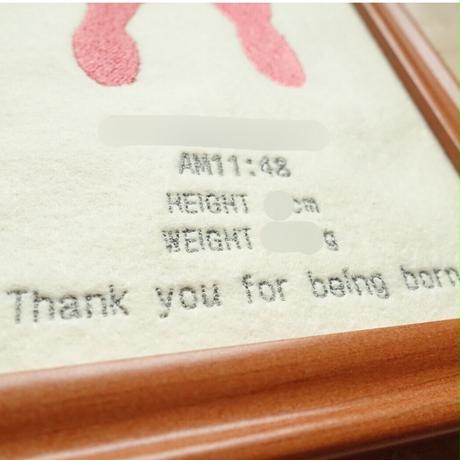 AM11:48
HEIGHT cm
WEIGHT g
Thank you for being born